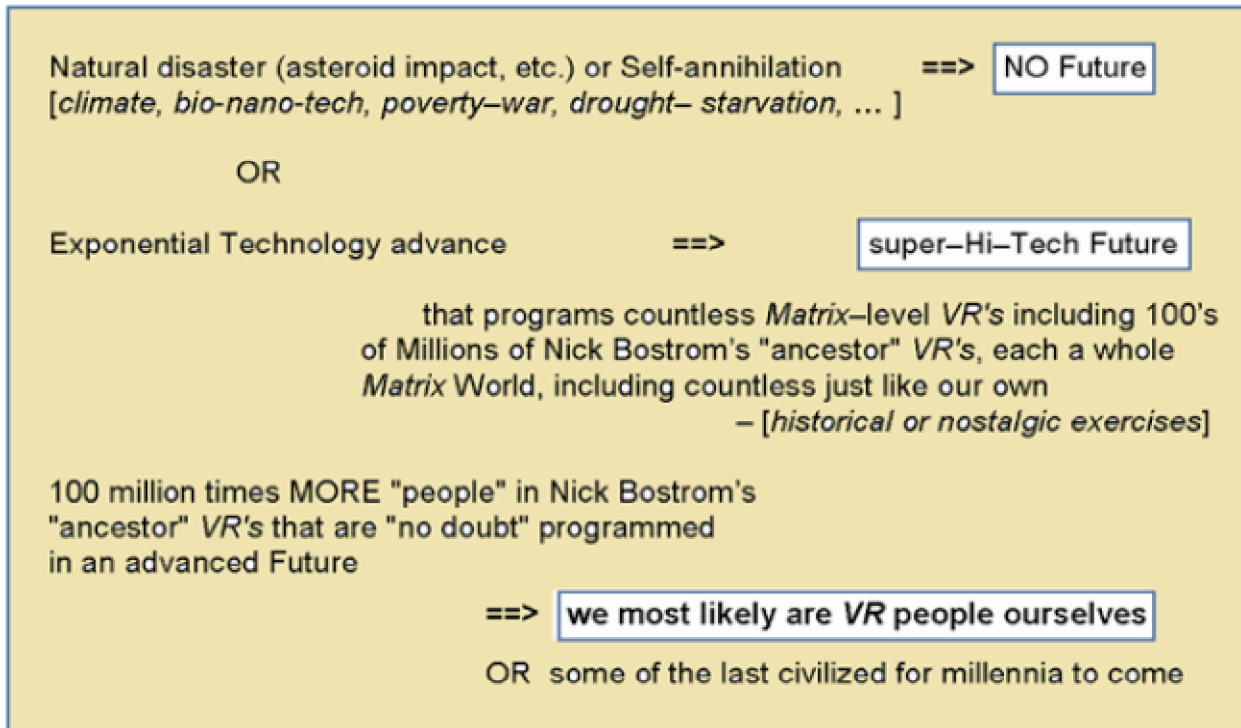 Natural disaster (asteroid impact, etc.) or Self-annihilation ==> NO Future
[climate, bio-nano-tech, poverty–war, drought– starvation, … ]
OR
Exponential Technology advance ==> super–Hi–Tech Future
that programs countless Matrix–level VR's including 100's
of Millions of Nick Bostrom's "ancestor" VR's, each a whole
Matrix World, including countless just like our own
– [historical or nostalgic exercises]
100 million times MORE "people" in Nick Bostrom's
"ancestor" VR's that are "no doubt" programmed
in an advanced Future
==> we most likely are VR people ourselves
OR some of the last civilized for millennia to come